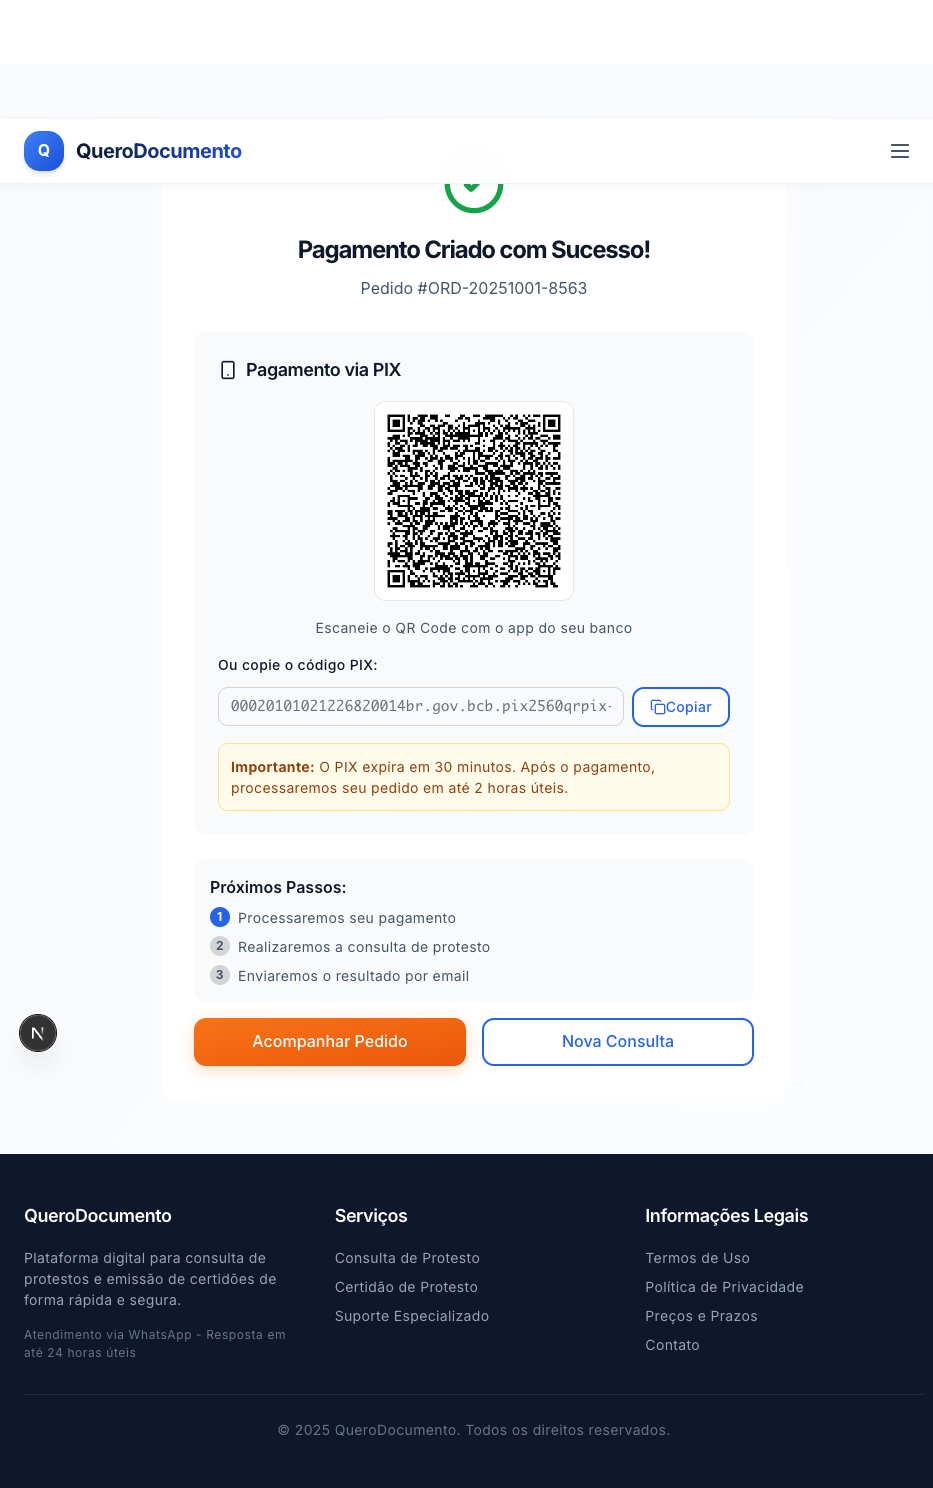 Q QueroDocumento
Pagamento Criado com Sucesso!
Pedido #ORD-20251001-8563
Pagamento via PIX
Escaneie o QR Code com o app do seu banco
Ou copie o código PIX:
00020101021226820014br.gov.bcb.pix2560qrpix-
Copiar
Importante: O PIX expira em 30 minutos. Após o pagamento,
processaremos seu pedido em até 2 horas úteis.
Próximos Passos:
1 Processaremos seu pagamento
2 Realizaremos a consulta de protesto
3 Enviaremos o resultado por email
N
Acompanhar Pedido
Nova Consulta
QueroDocumento
Plataforma digital para consulta de
protestos e emissão de certidões de
forma rápida e segura.
Atendimento via WhatsApp - Resposta em
até 24 horas úteis
Serviços
Consulta de Protesto
Certidão de Protesto
Suporte Especializado
Informações Legais
Termos de Uso
Política de Privacidade
Preços e Prazos
Contato
© 2025 QueroDocumento. Todos os direitos reservados.